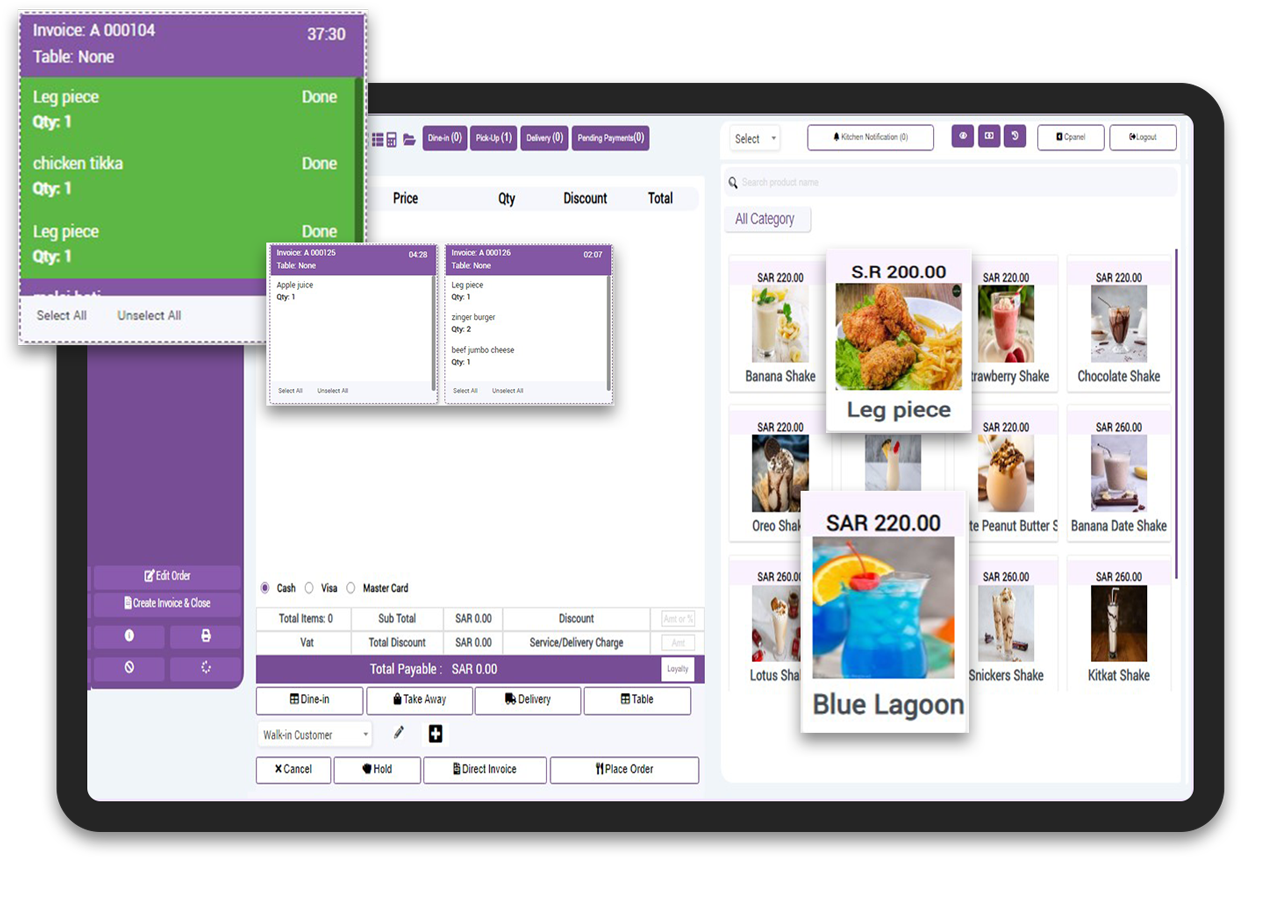 Invoice: A 000104
37:30
Table: None
Leg piece
Done
Qty: 1
chicken tikka
Done
Qty: 1
Leg piece
Done
Qty: 1
Select All
Unselect All
Dine-in (0)
Pick-Up (1)
Delivery (0)
Pending Payments(0)
Price
Qty
Discount
Total
Invoice: A 000125
04:28
Table: None
Apple juice
Qty: 1
Select All
Unselect All
Invoice: A 000126
02:07
Table: None
Leg piece
Qty: 1
zinger burger
Qty: 2
beef jumbo cheese
Qty: 1
Select All
Unselect All
Edit Order
Create Invoice & Close
Cash
Visa
Master Card
Total Items: 0
Sub Total
SAR 0.00
Discount
Amt or %
Vat
Total Discount
SAR 0.00
Service/Delivery Charge
Amt
Total Payable : SAR 0.00
Loyalty
Dine-in
Take Away
Delivery
Table
Walk-in Customer
Cancel
Hold
Direct Invoice
Place Order
Select
Kitchen Notification (0)
Cpanel
Logout
Search product name
All Category
SAR 220.00
Banana Shake
S.R 200.00
Leg piece
SAR 220.00
trawberry Shake
SAR 220.00
Chocolate Shake
SAR 220.00
Oreo Shak
SAR 220.00
te Peanut Butter S
SAR 260.00
Banana Date Shake
SAR 260.00
Lotus Sha
SAR 220.00
Blue Lagoon
SAR 260.00
Snickers Shake
SAR 260.00
Kitkat Shake